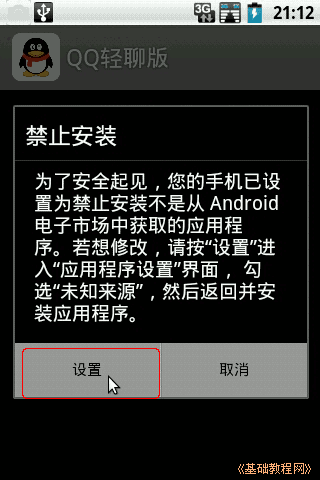 3G 21:12
QQ轻聊版
禁止安装
为了安全起见，您的手机已设
置为禁止安装不是从 Android
电子市场中获取的应用程
序。若想修改，请按“设置”进
入“应用程序设置”界面， 勾
选“未知来源”，然后返回并安
装应用程序。
设置 取消
《基础教程网》